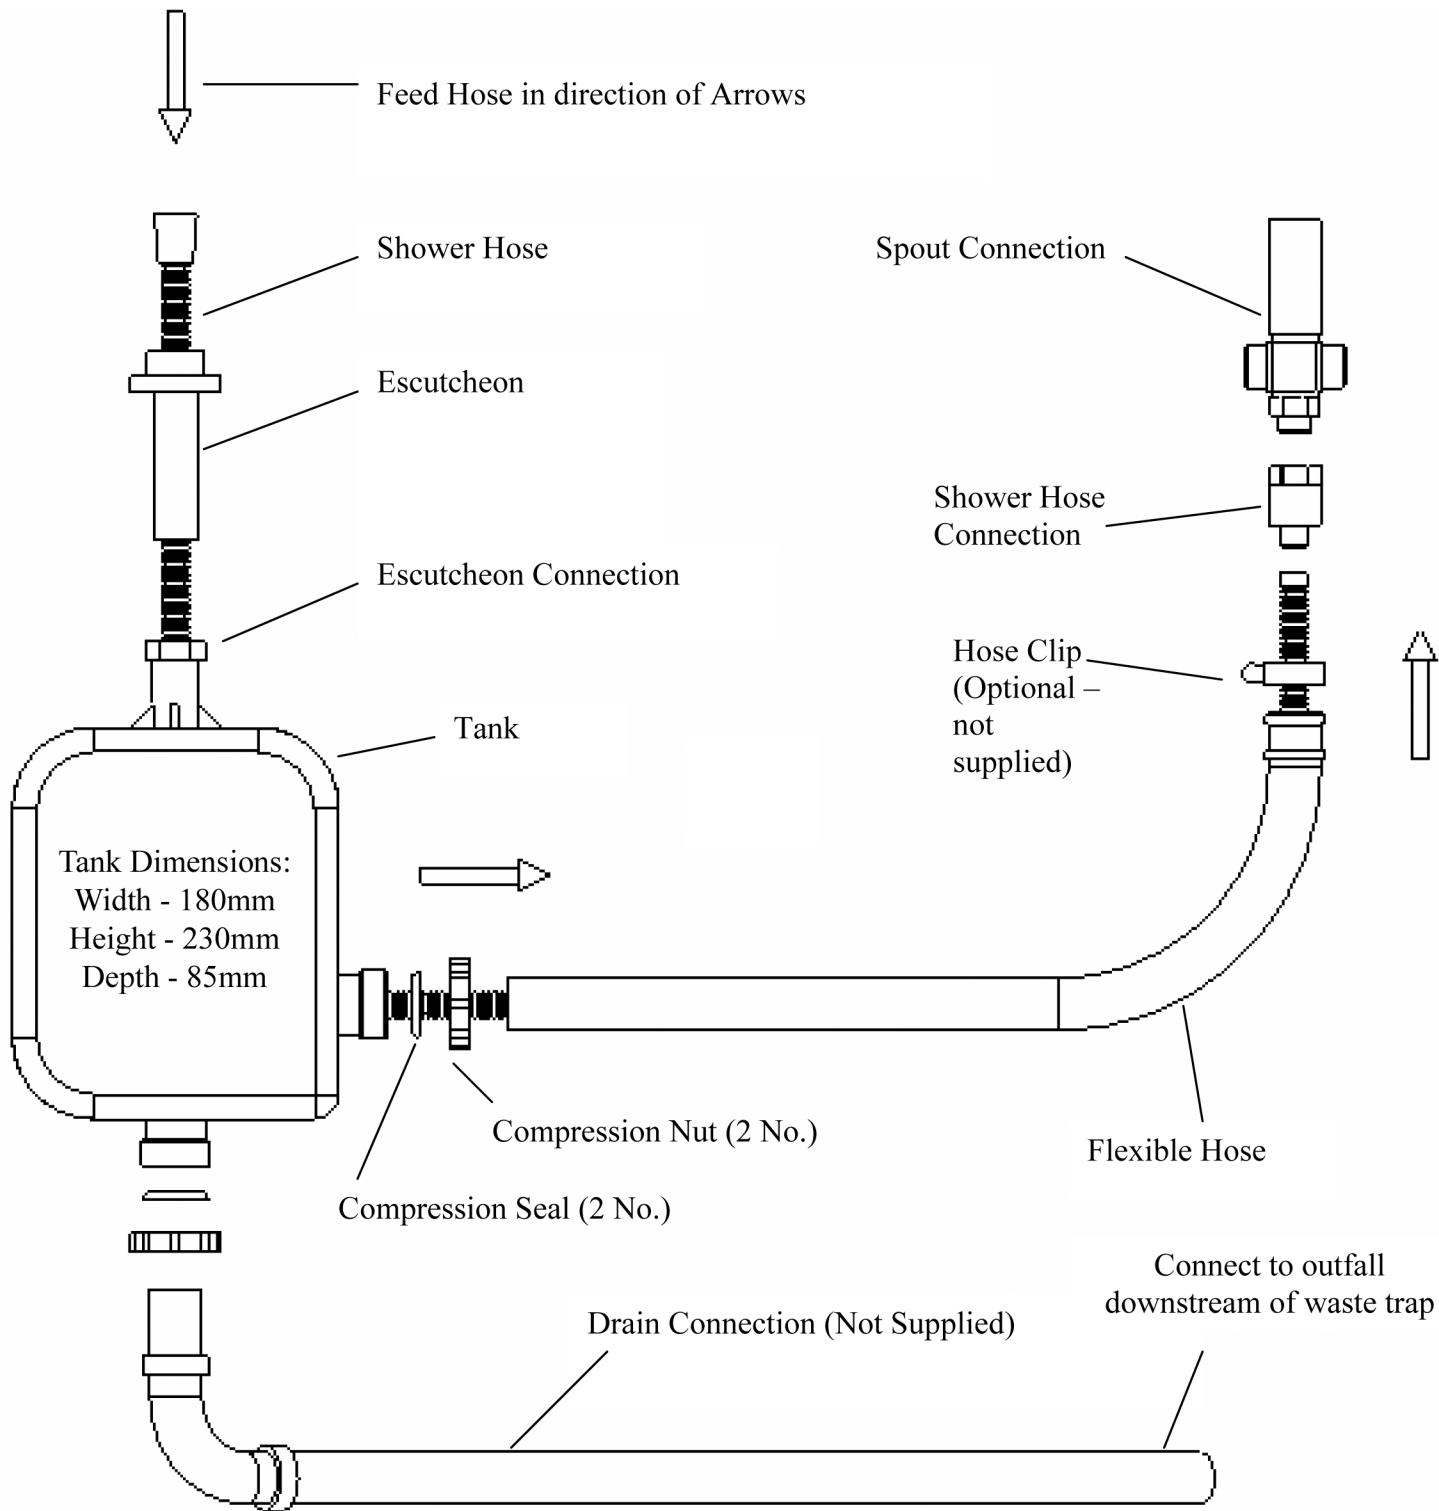 Feed Hose in direction of Arrows
Shower Hose
Spout Connection
Escutcheon
Shower Hose
Connection
Escutcheon Connection
Hose Clip
(Optional –
not
supplied)
Tank
Tank Dimensions:
Width - 180mm
Height - 230mm
Depth - 85mm
Compression Nut (2 No.)
Flexible Hose
Compression Seal (2 No.)
Connect to outfall
downstream of waste trap
Drain Connection (Not Supplied)